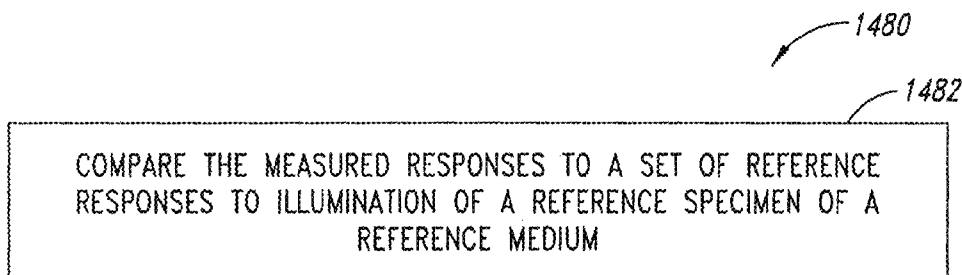 1480
1482
COMPARE THE MEASURED RESPONSES TO A SET OF REFERENCE
RESPONSES TO ILLUMINATION OF A REFERENCE SPECIMEN OF A
REFERENCE MEDIUM